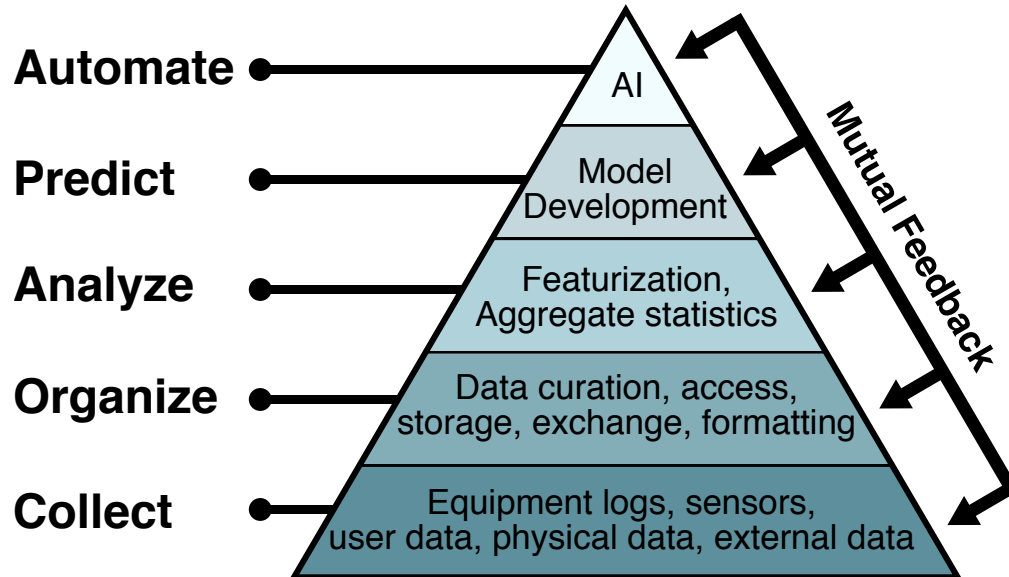 Automate
AI
Predict
Model
Development
Analyze
Featurization,
Aggregate statistics
Organize
Data curation, access,
storage, exchange, formatting
Collect
Equipment logs, sensors,
user data, physical data, external data
Mutual Feedback